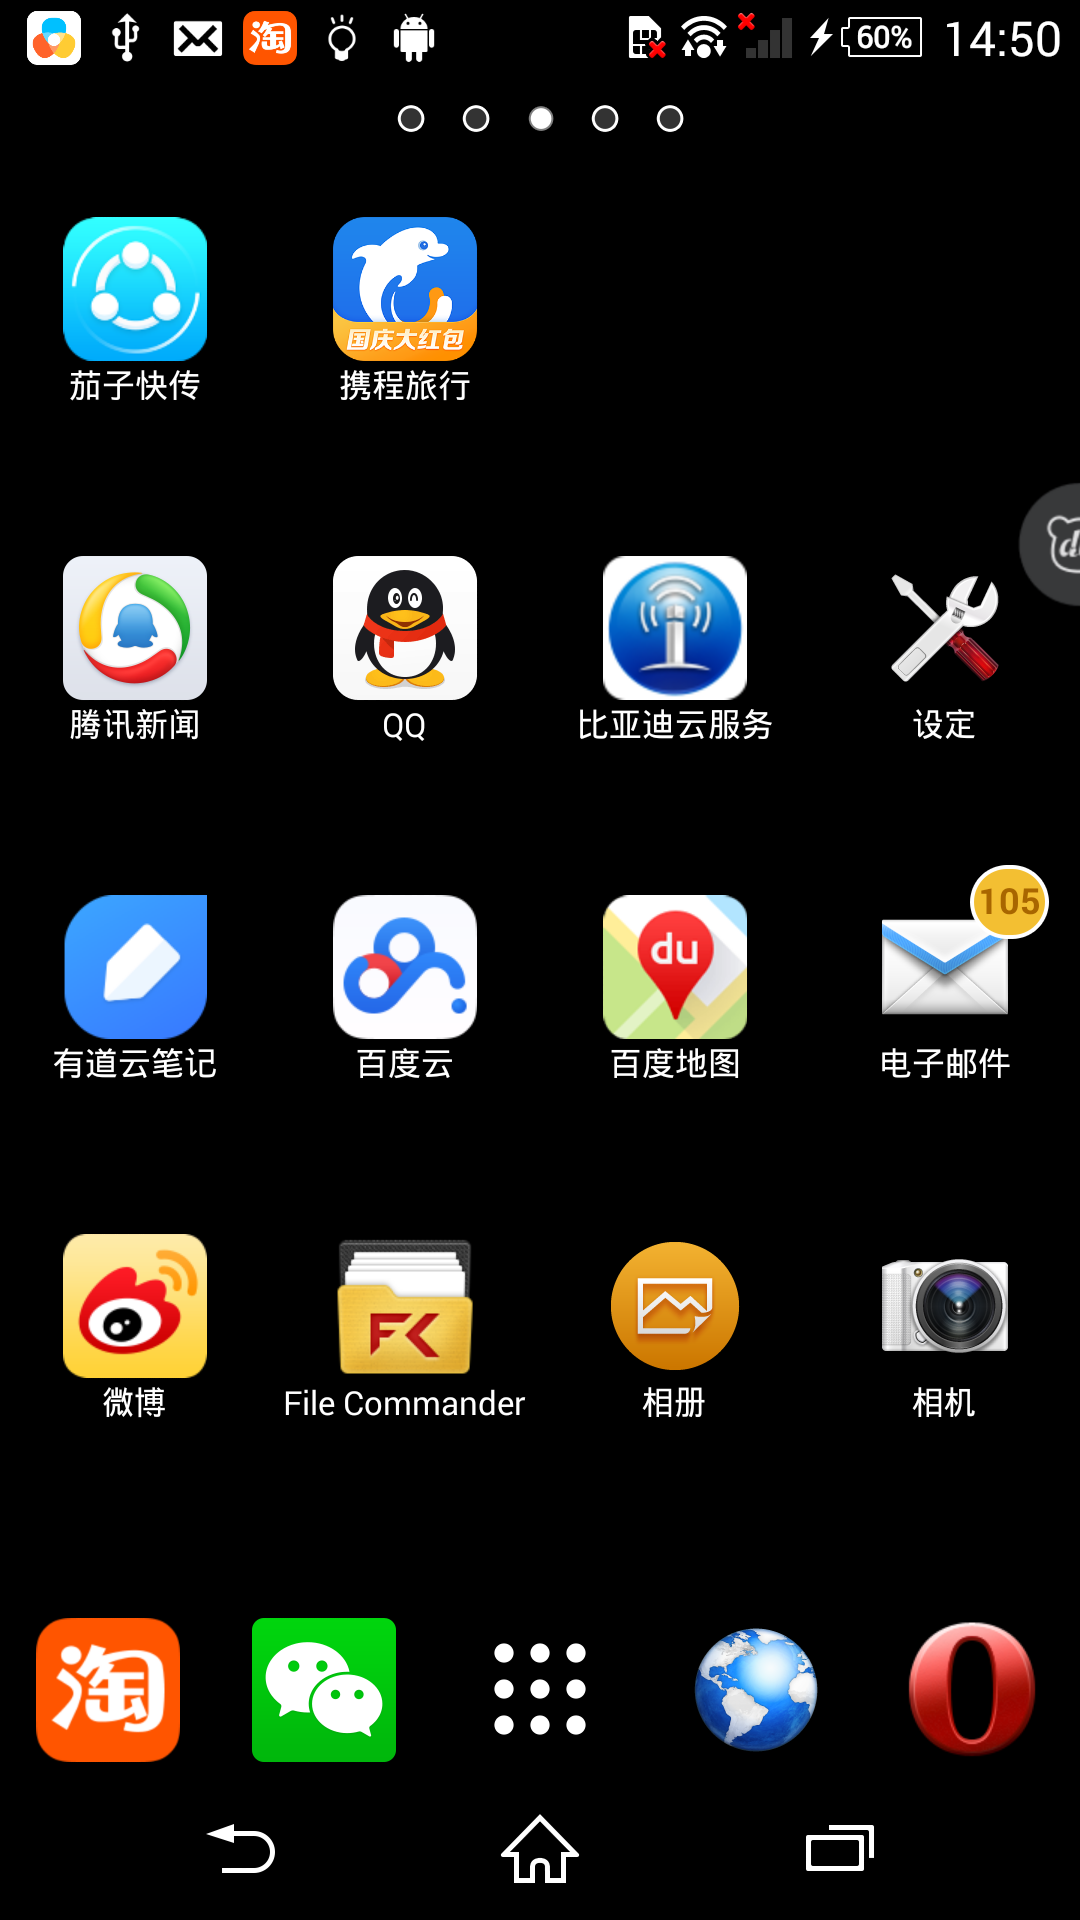 淘 60% 14:50
国庆大红包
茄子快传 携程旅行
du
腾讯新闻 QQ 比亚迪云服务 设定
105
du
有道云笔记 百度云 百度地图 电子邮件
FC
微博 File Commander 相册 相机
淘